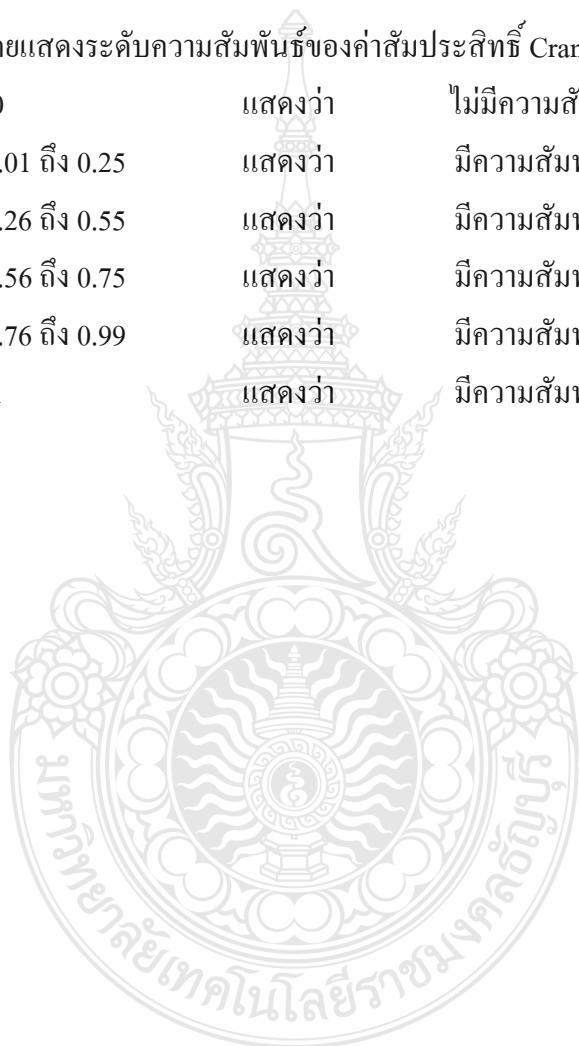 ายแสดงระดับความสัมพันธ์ของค่าสัมประสิทธิ์ Cran
0 แสดงว่า ไม่มีความสั
.01 ถึง 0.25 แสดงว่า มีความสัม
.26 ถึง 0.55 แสดงว่า มีความสัม
.56 ถึง 0.75 แสดงว่า มีความสัม
.76 ถึง 0.99 แสดงว่า มีความสัม
แสดงว่า มีความสัม
มหาวิทยาลัยเทคโนโลยีราชมงคลธัญบุรี